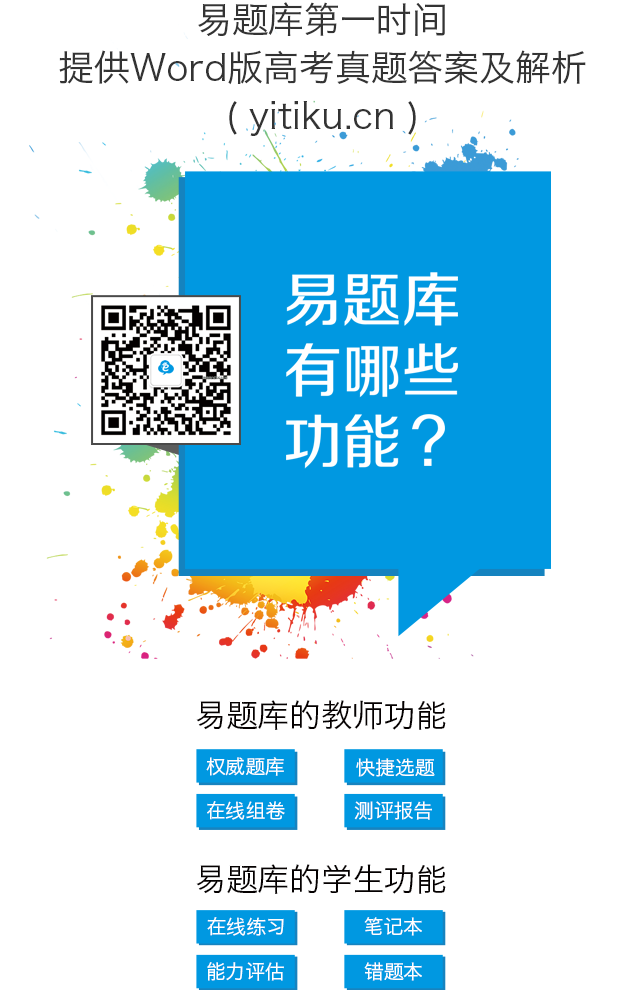 易题库第一时间
提供Word版高考真题答案及解析
( yitiku.cn )
易题库
有哪些
功能？
易题库的教师功能
权威题库 快捷选题
在线组卷 测评报告
易题库的学生功能
在线练习 笔记本
能力评估 错题本